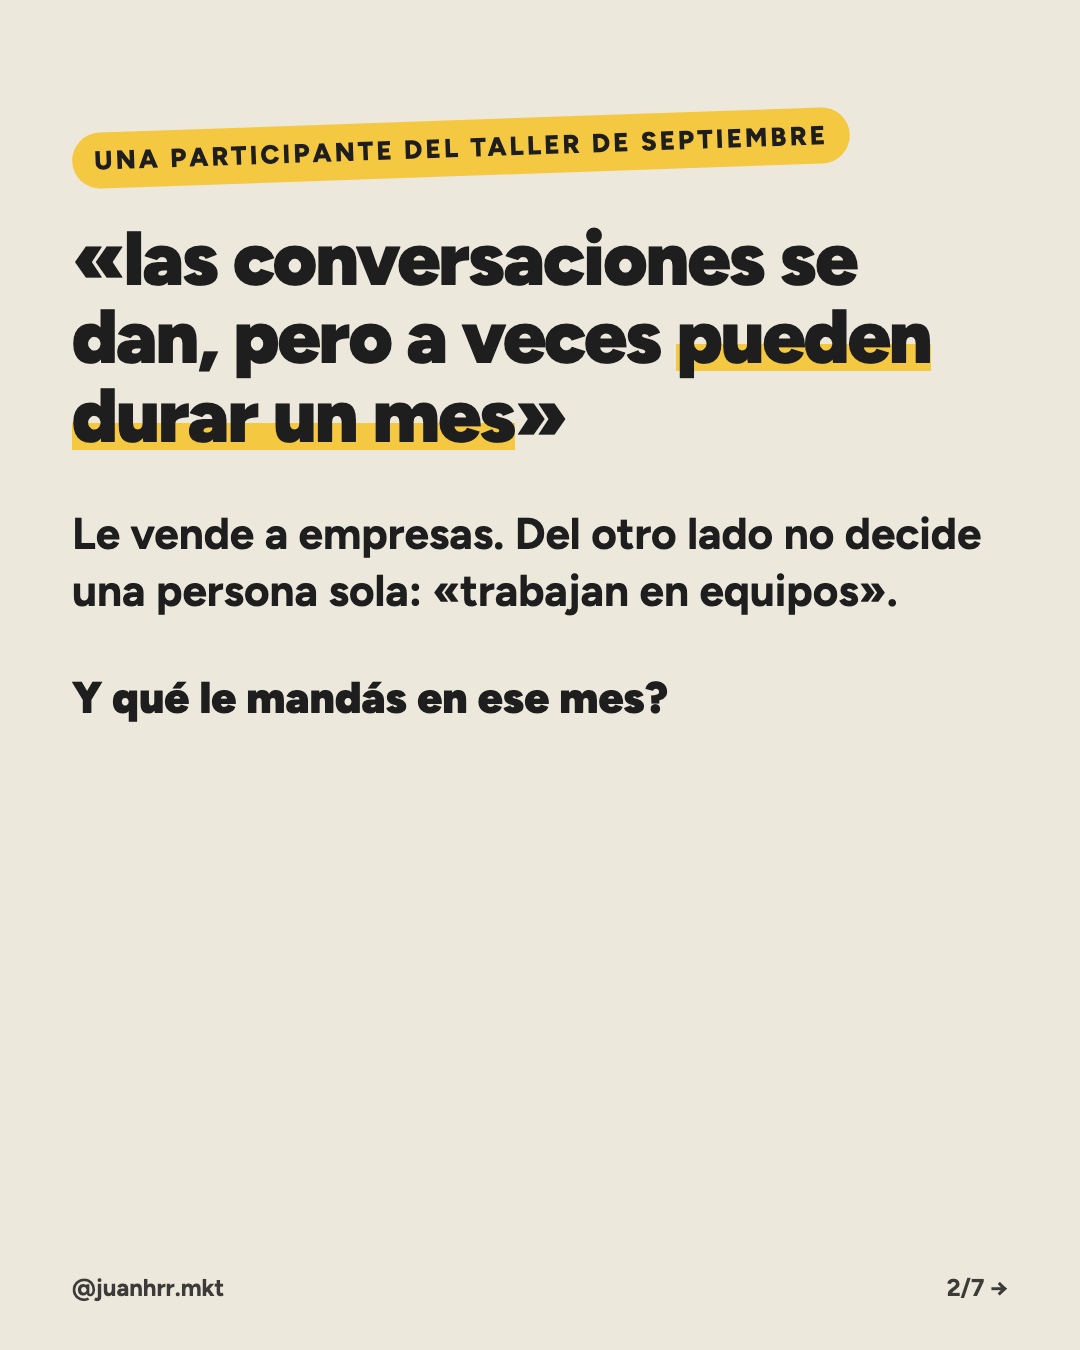 UNA PARTICIPANTE DEL TALLER DE SEPTIEMBRE
«las conversaciones se
dan, pero a veces pueden
durar un mes»
Le vende a empresas. Del otro lado no decide
una persona sola: «trabajan en equipos».
Y qué le mandás en ese mes?
@juanhrr.mkt
2/7 →